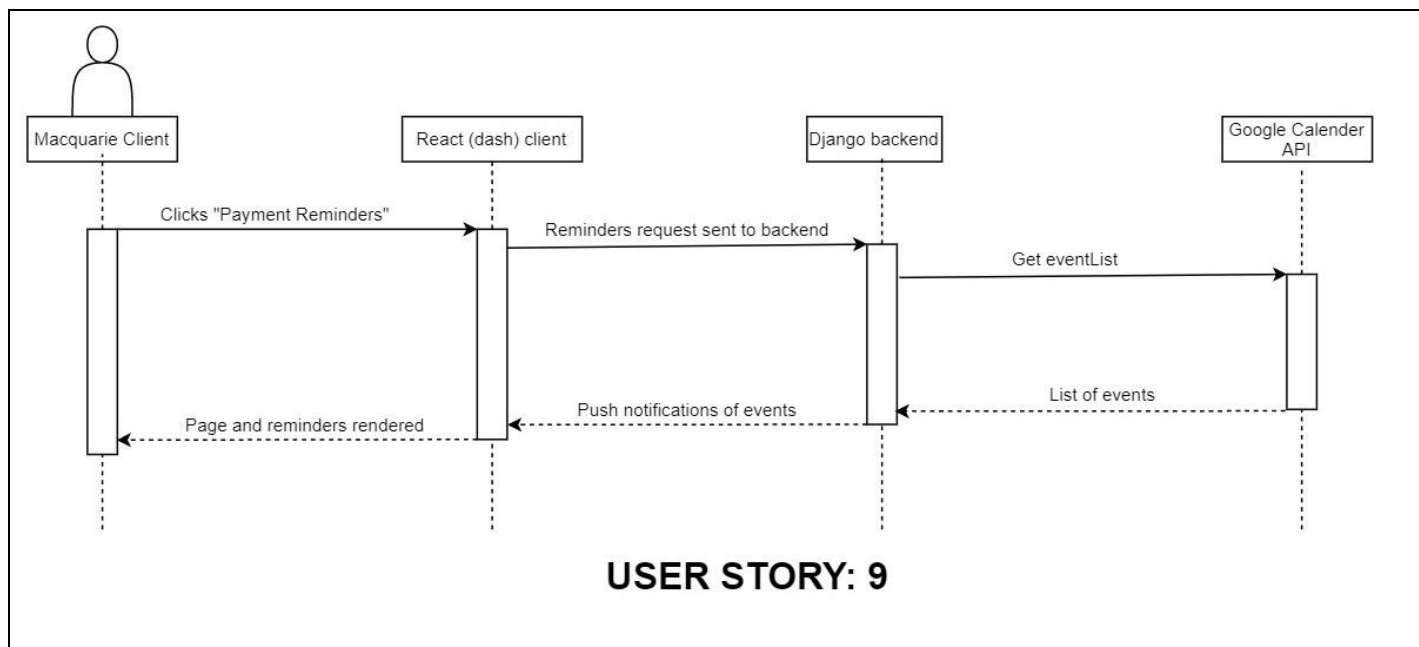 Macquarie Client
React (dash) client
Django backend
Google Calender
API
Clicks "Payment Reminders"
Reminders request sent to backend
Get eventList
List of events
Push notifications of events
Page and reminders rendered
USER STORY: 9